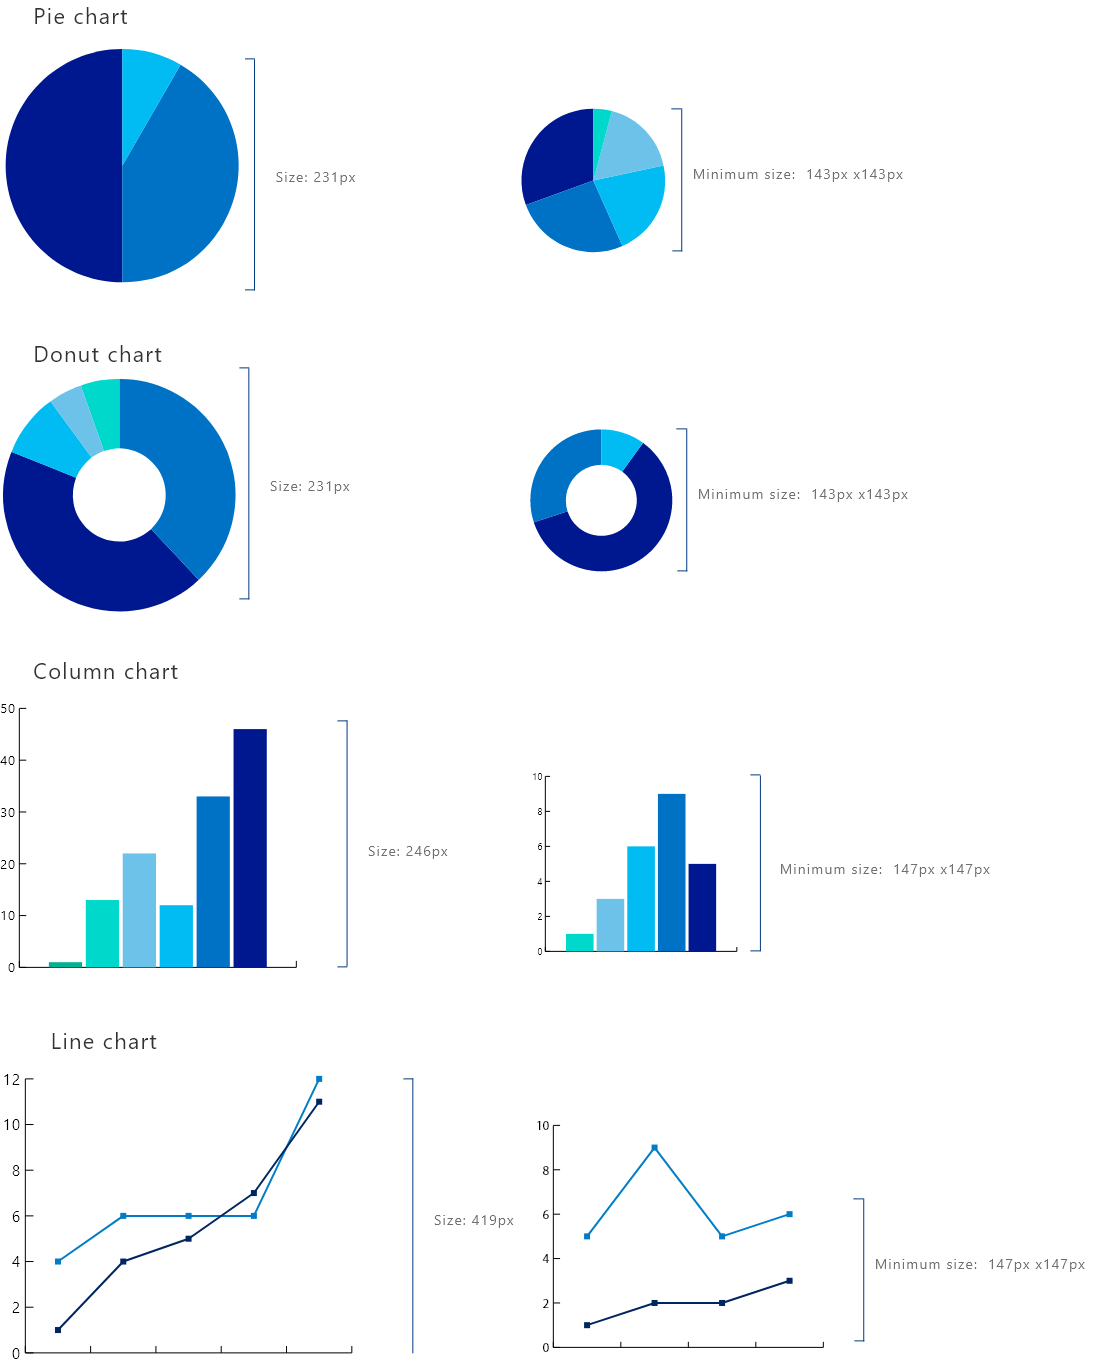 Pie chart
Size: 231px
Minimum size:  143px x143px
Donut chart
Size: 231px
Minimum size:  143px x143px
Column chart
50
40
30
20
10
0
Size: 246px
10
8
6
4
2
0
Minimum size:  147px x147px
Line chart
12
10
8
6
4
2
0
Size: 419px
10
8
6
4
2
0
Minimum size:  147px x147px